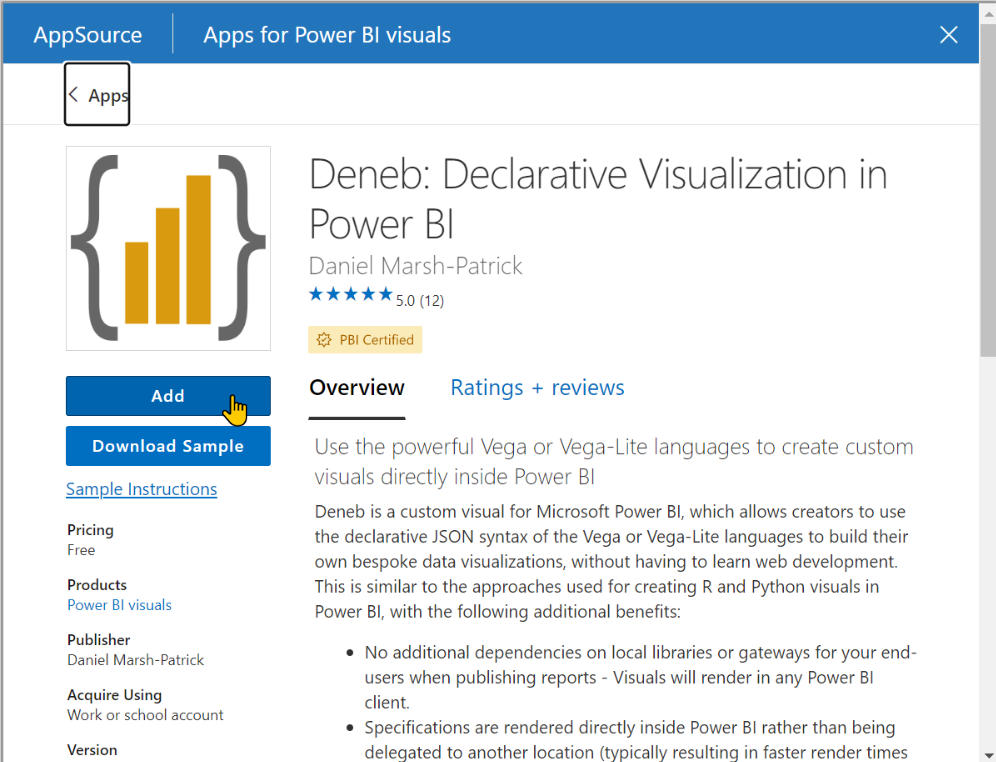 AppSource
Apps for Power BI visuals
Apps
Deneb: Declarative Visualization in
Power BI
Daniel Marsh-Patrick
5.0 (12)
PBI Certified
Add
Download Sample
Sample Instructions
Pricing
Free
Products
Power BI visuals
Publisher
Daniel Marsh-Patrick
Acquire Using
Work or school account
Version
Overview
Ratings + reviews
Use the powerful Vega or Vega-Lite languages to create custom
visuals directly inside Power BI
Deneb is a custom visual for Microsoft Power BI, which allows creators to use
the declarative JSON syntax of the Vega or Vega-Lite languages to build their
own bespoke data visualizations, without having to learn web development.
This is similar to the approaches used for creating R and Python visuals in
Power BI, with the following additional benefits:
• No additional dependencies on local libraries or gateways for your end-
users when publishing reports - Visuals will render in any Power BI
client.
• Specifications are rendered directly inside Power BI rather than being
delegated to another location (typically resulting in faster render times